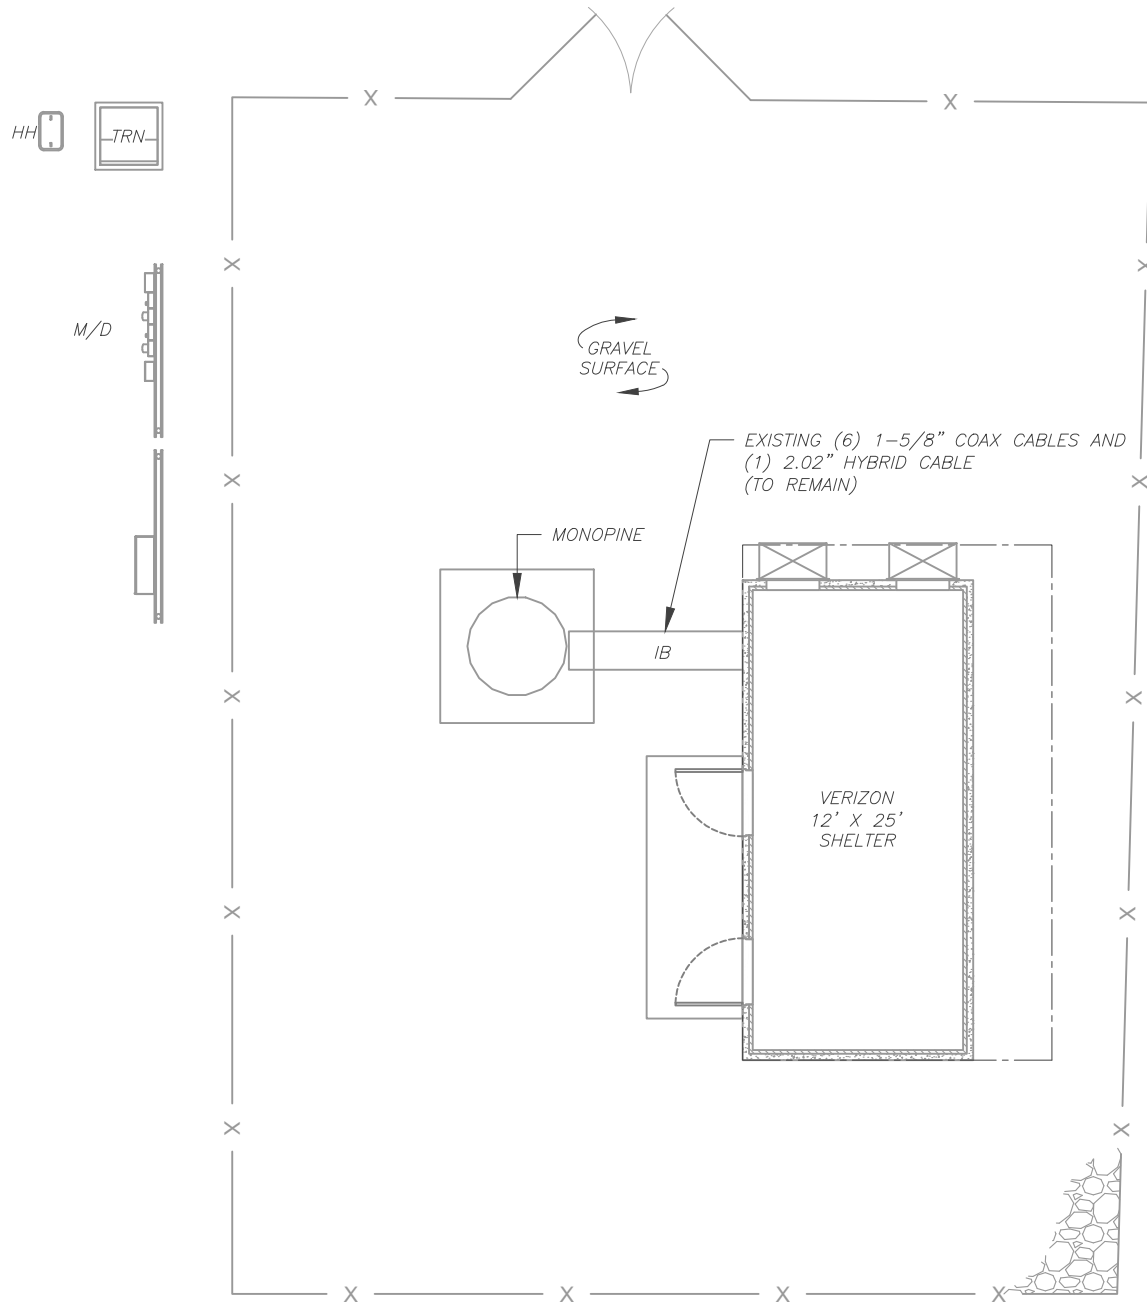 HH
TRN
M/D
GRAVEL
SURFACE
EXISTING (6) 1-5/8" COAX CABLES AND
(1) 2.02" HYBRID CABLE
(TO REMAIN)
MONOPINE
IB
VERIZON
12' X 25'
SHELTER